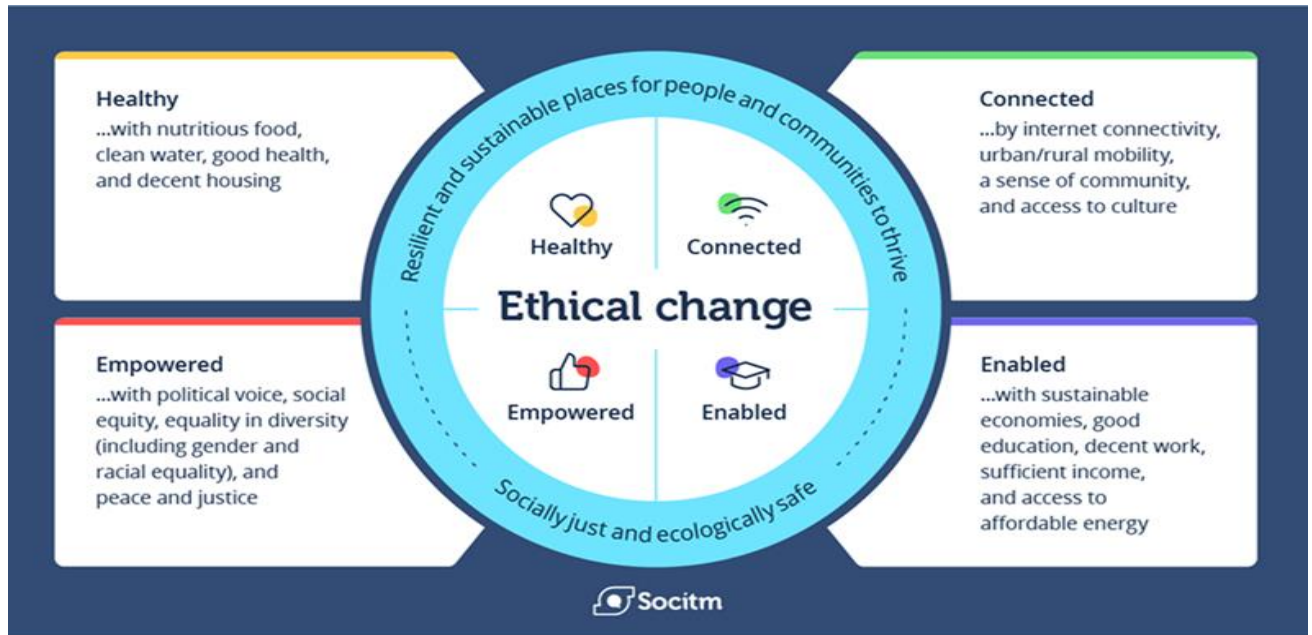 Healthy
...with nutritious food,
clean water, good health,
and decent housing
Empowered
...with political voice, social
equity, equality in diversity
(including gender and
racial equality), and
peace and justice
Resilient and sustainable places for people and communities to thrive
Healthy
Connected
Ethical change
Empowered
Enabled
Socially just and ecologically safe
Connected
...by internet connectivity,
urban/rural mobility,
a sense of community,
and access to culture
Enabled
...with sustainable
economies, good
education, decent work,
sufficient income,
and access to
affordable energy
Socitm